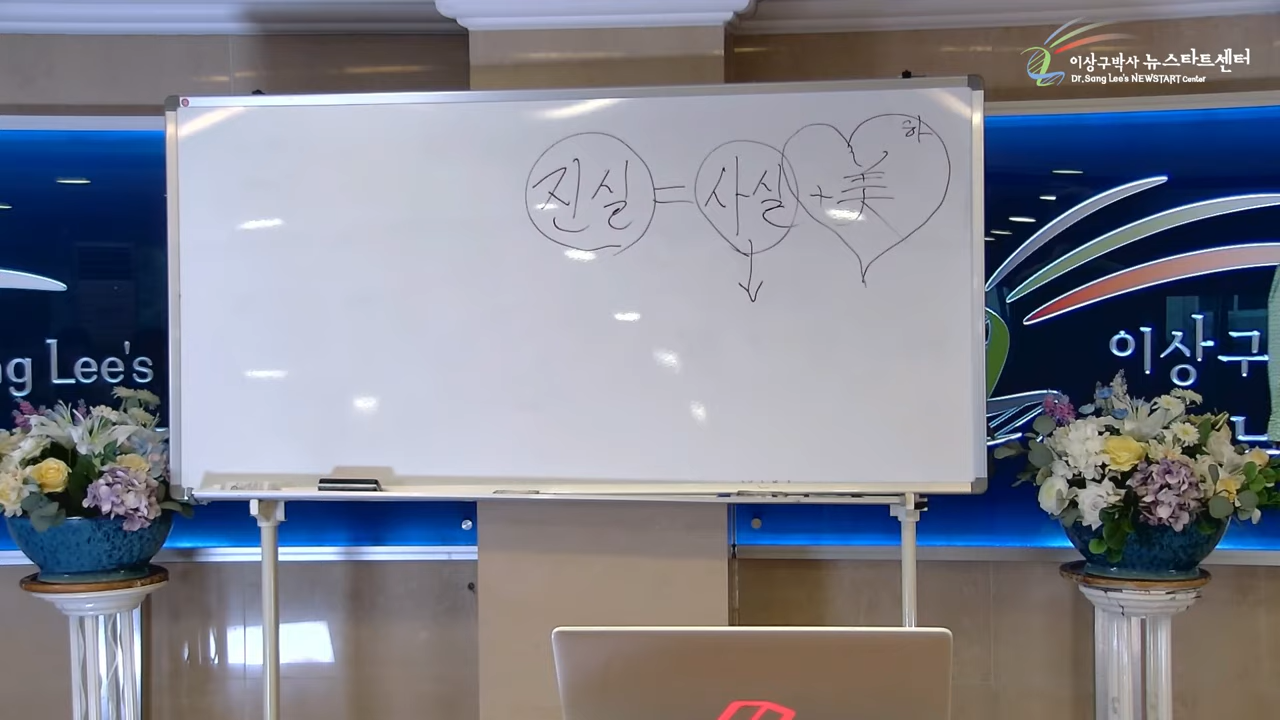 이상구박사 뉴스타트센터
Dr. Sang Lee's NEWSTART Center
하
진실 = 사실 + 美
ng Lee's
이상구